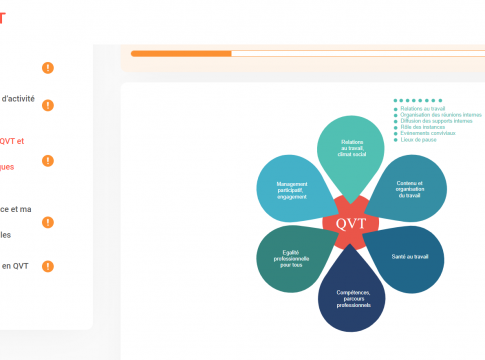 T
d'activité
QVT et
ques
ce et ma
les
en QVT
Relations au travail
Organisation des réunions internes
Diffusion des supports internes
Rôle des instances
Evénements conviviaux
Lieux de pause
Relations
au travail,
climat social
Management
participatif,
engagement
Contenu et
organisation
du travail
QVT
Egalité
professionnelle
pour tous
Santé au travail
Compétences,
parcours
professionnels